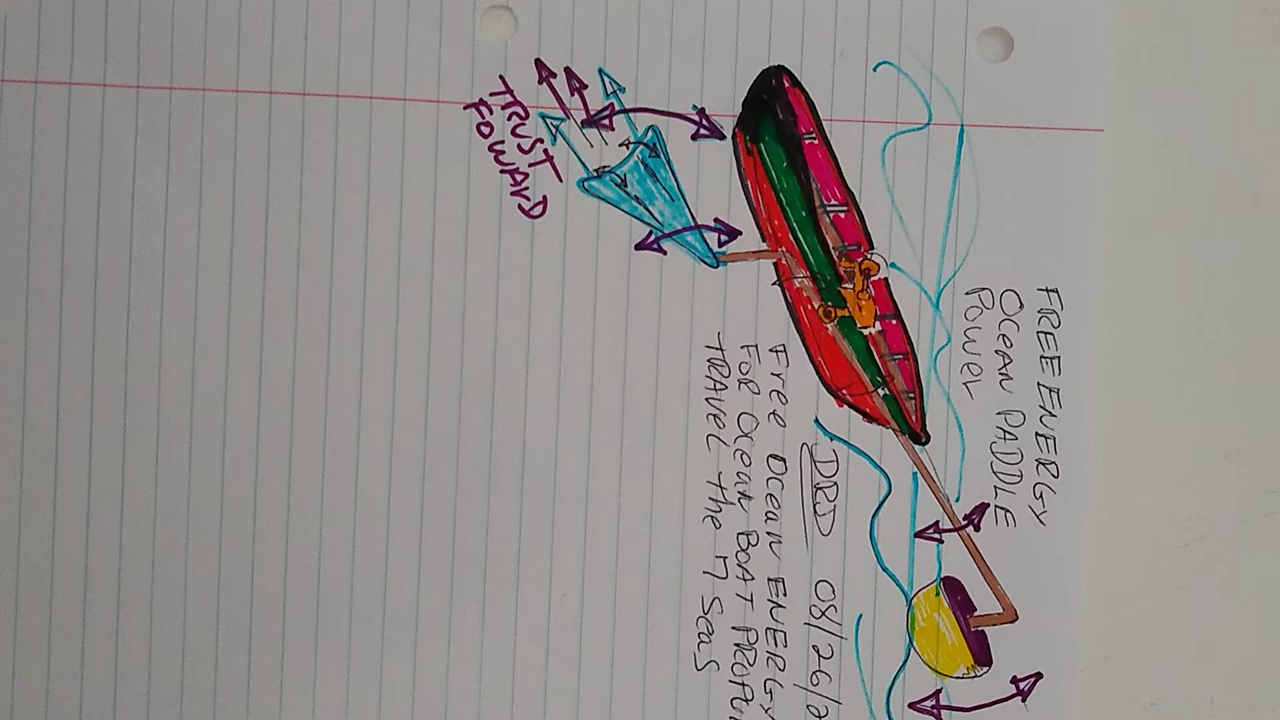 FREE ENERGY
OCEAN PADDLE
POWER
DRD 08/26/2
Free OCean ENERGY
FOR OCean BOAT PROPU
TRAVEL the 7 Seas
TRUST
FOWARD